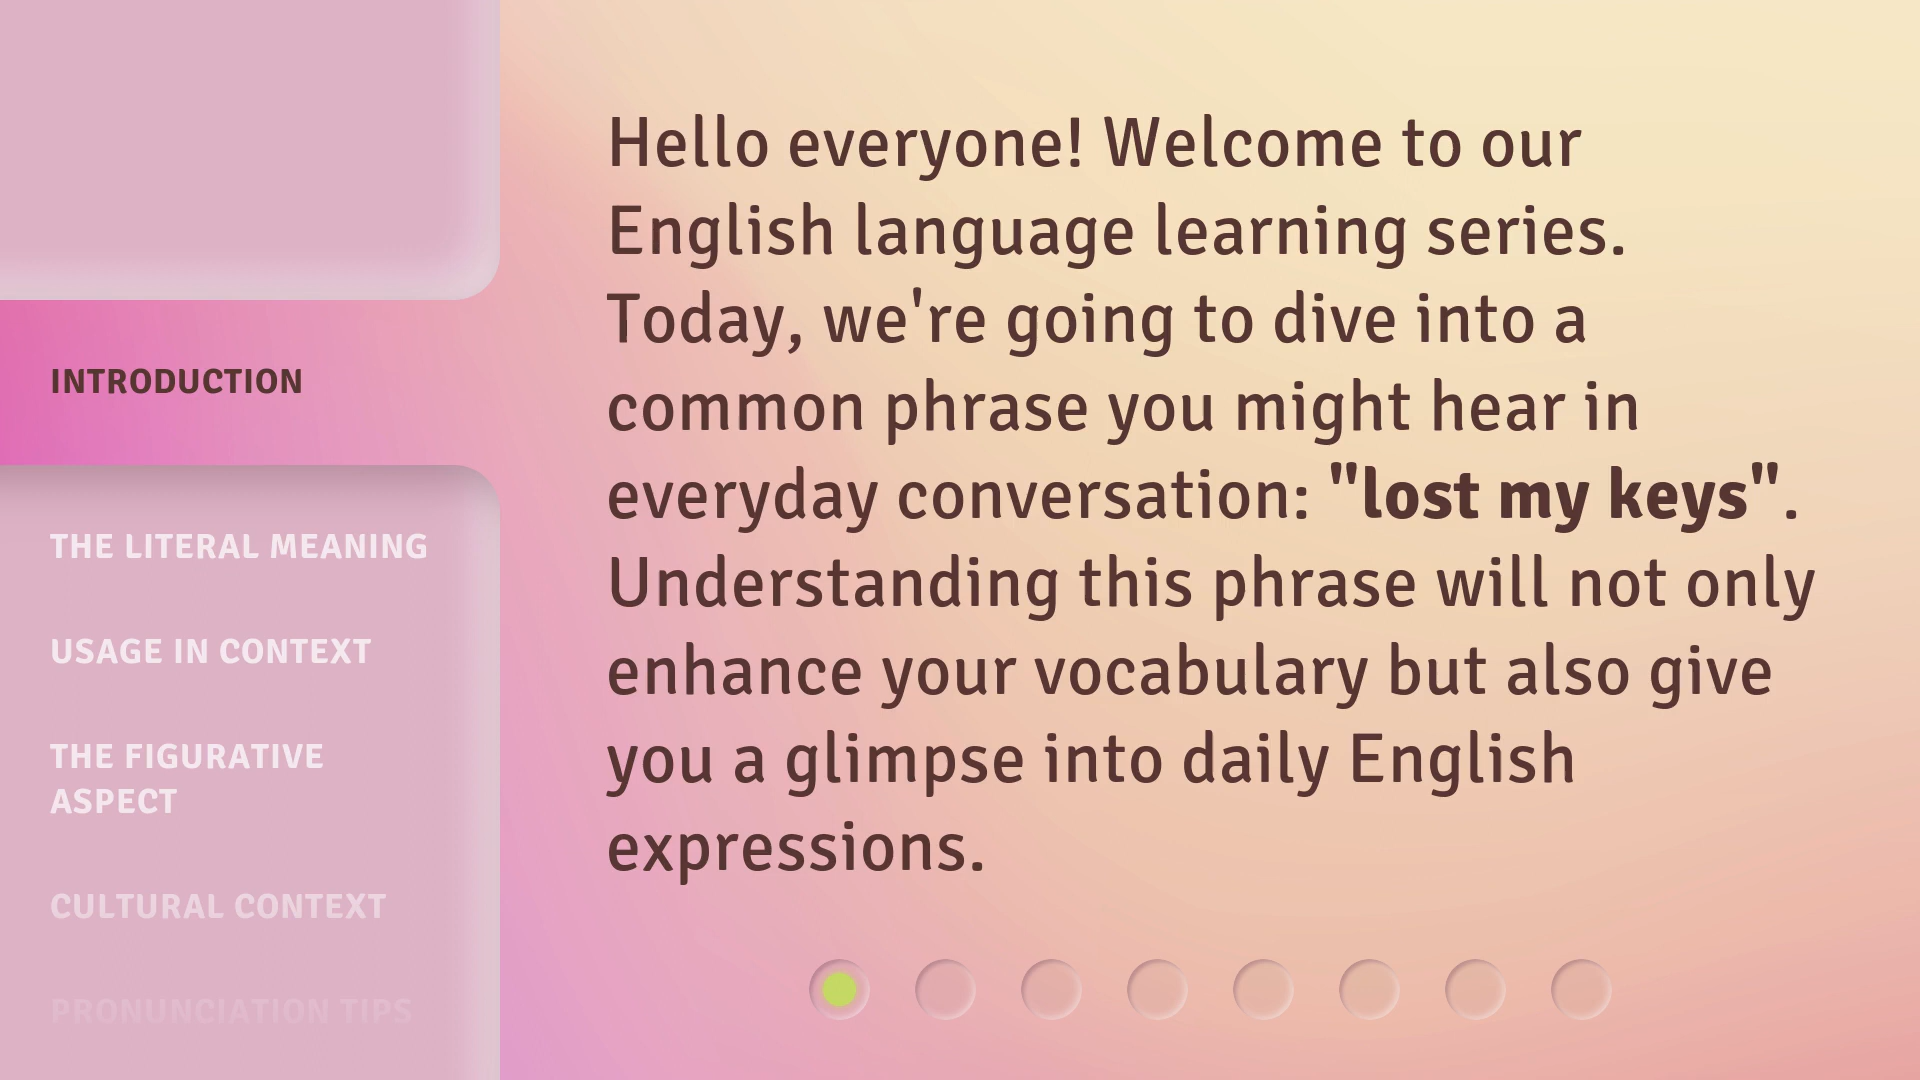 INTRODUCTION
THE LITERAL MEANING
USAGE IN CONTEXT
THE FIGURATIVE
ASPECT
CULTURAL CONTEXT
PRONUNCIATION TIPS
Hello everyone! Welcome to our
English language learning series.
Today, we're going to dive into a
common phrase you might hear in
everyday conversation: "lost my keys".
Understanding this phrase will not only
enhance your vocabulary but also give
you a glimpse into daily English
expressions.